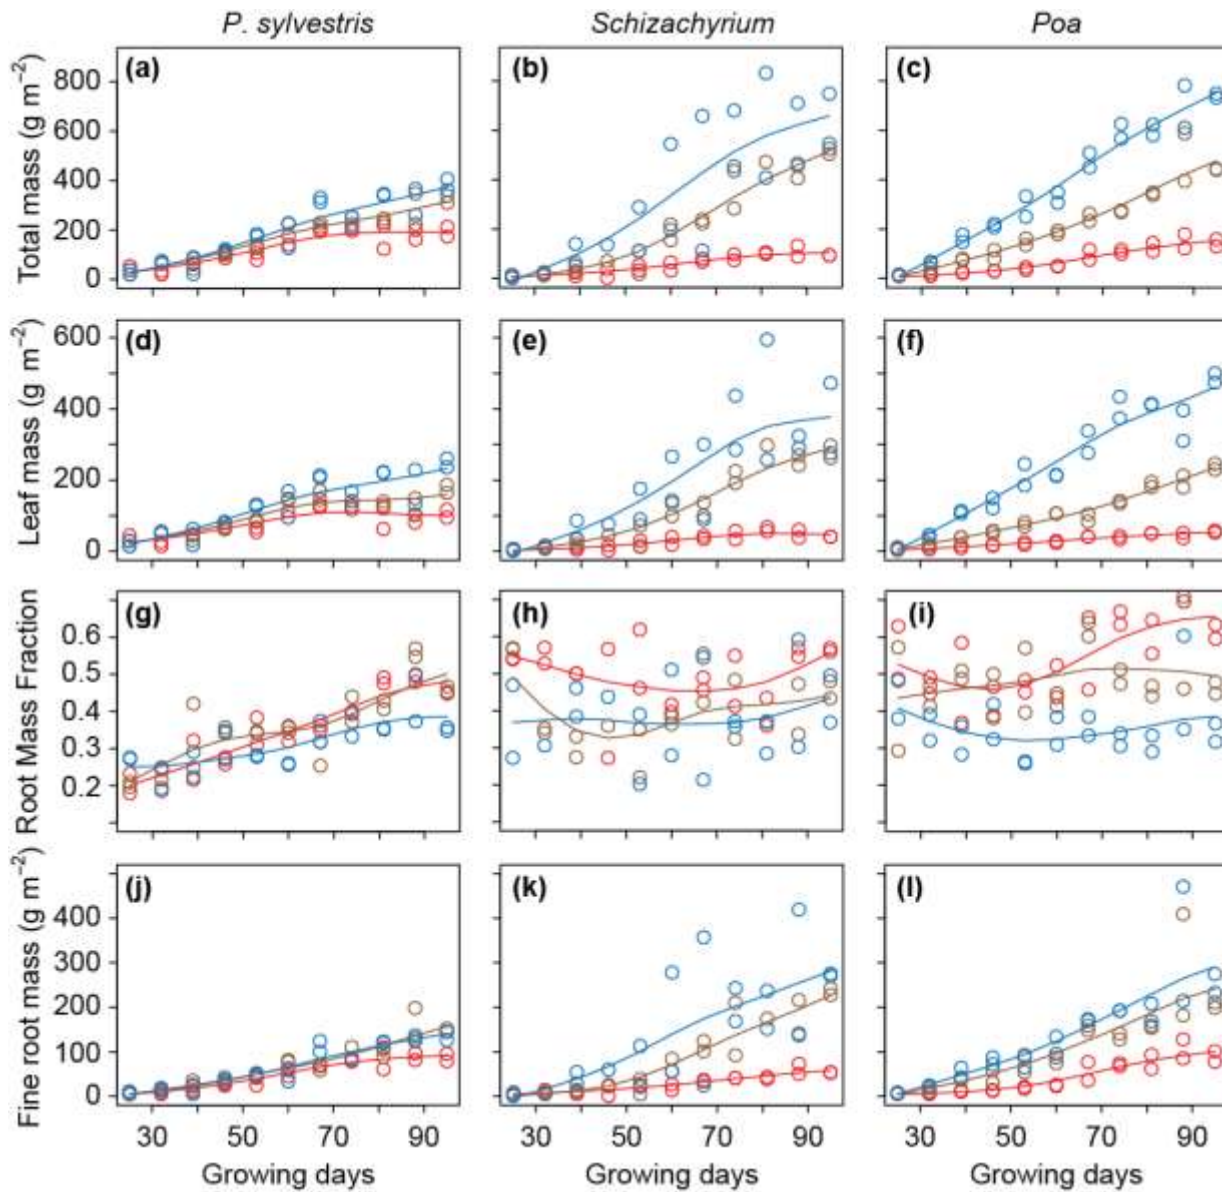 P. sylvestris Schizachyrium Poa
(a) (b) (c)
Total mass (g m⁻²)
800
600
400
200
0
(d) (e) (f)
Leaf mass (g m⁻²)
600
400
200
0
(g) (h) (i)
Root Mass Fraction
0.6
0.5
0.4
0.3
0.2
(j) (k) (l)
Fine root mass (g m⁻²)
400
300
200
100
0
30 50 70 90 30 50 70 90 30 50 70 90
Growing days Growing days Growing days